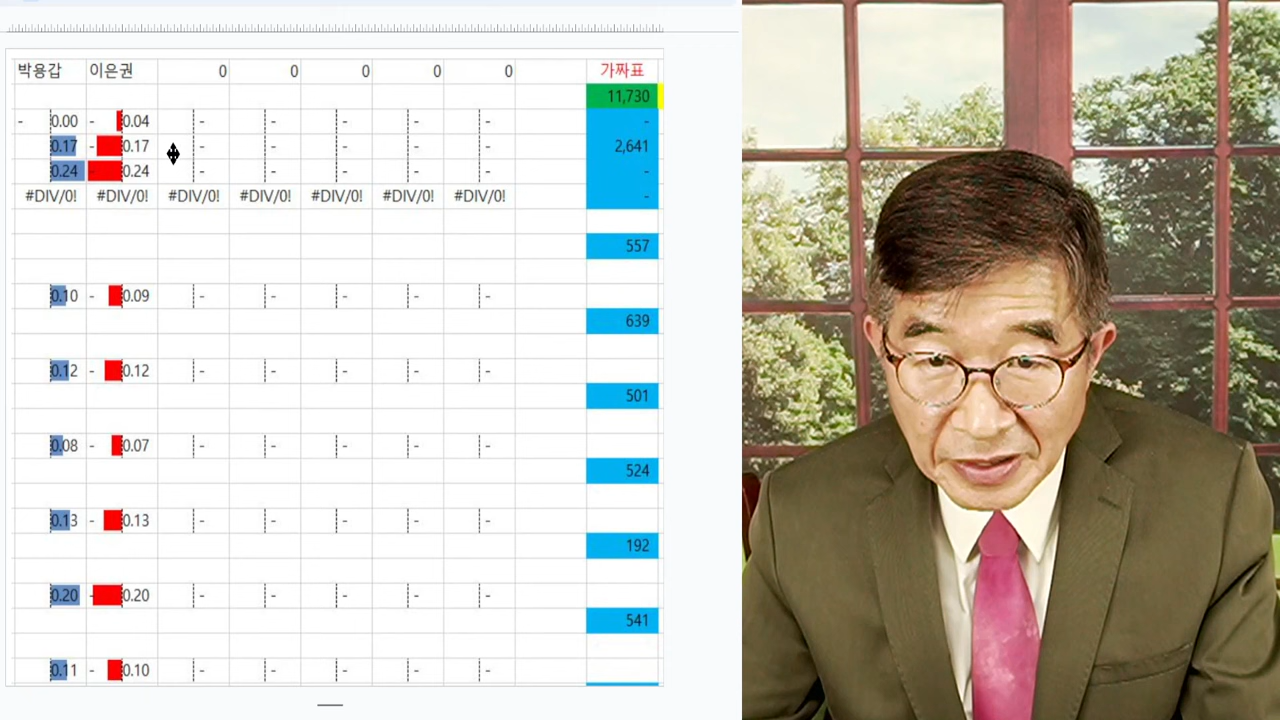 박용갑 이은권 0 0 0 0 0 가짜표
11,730
- 0.00 - 0.04 - - - - - -
0.17 - 0.17 - - - - - 2,641
0.24 - 0.24 - - - - - -
#DIV/0! #DIV/0! #DIV/0! #DIV/0! #DIV/0! #DIV/0! #DIV/0! -
557
0.10 - 0.09 - - - - -
639
0.12 - 0.12 - - - - -
501
0.08 - 0.07 - - - - -
524
0.13 - 0.13 - - - - -
192
0.20 - 0.20 - - - - -
541
0.11 - 0.10 - - - - -